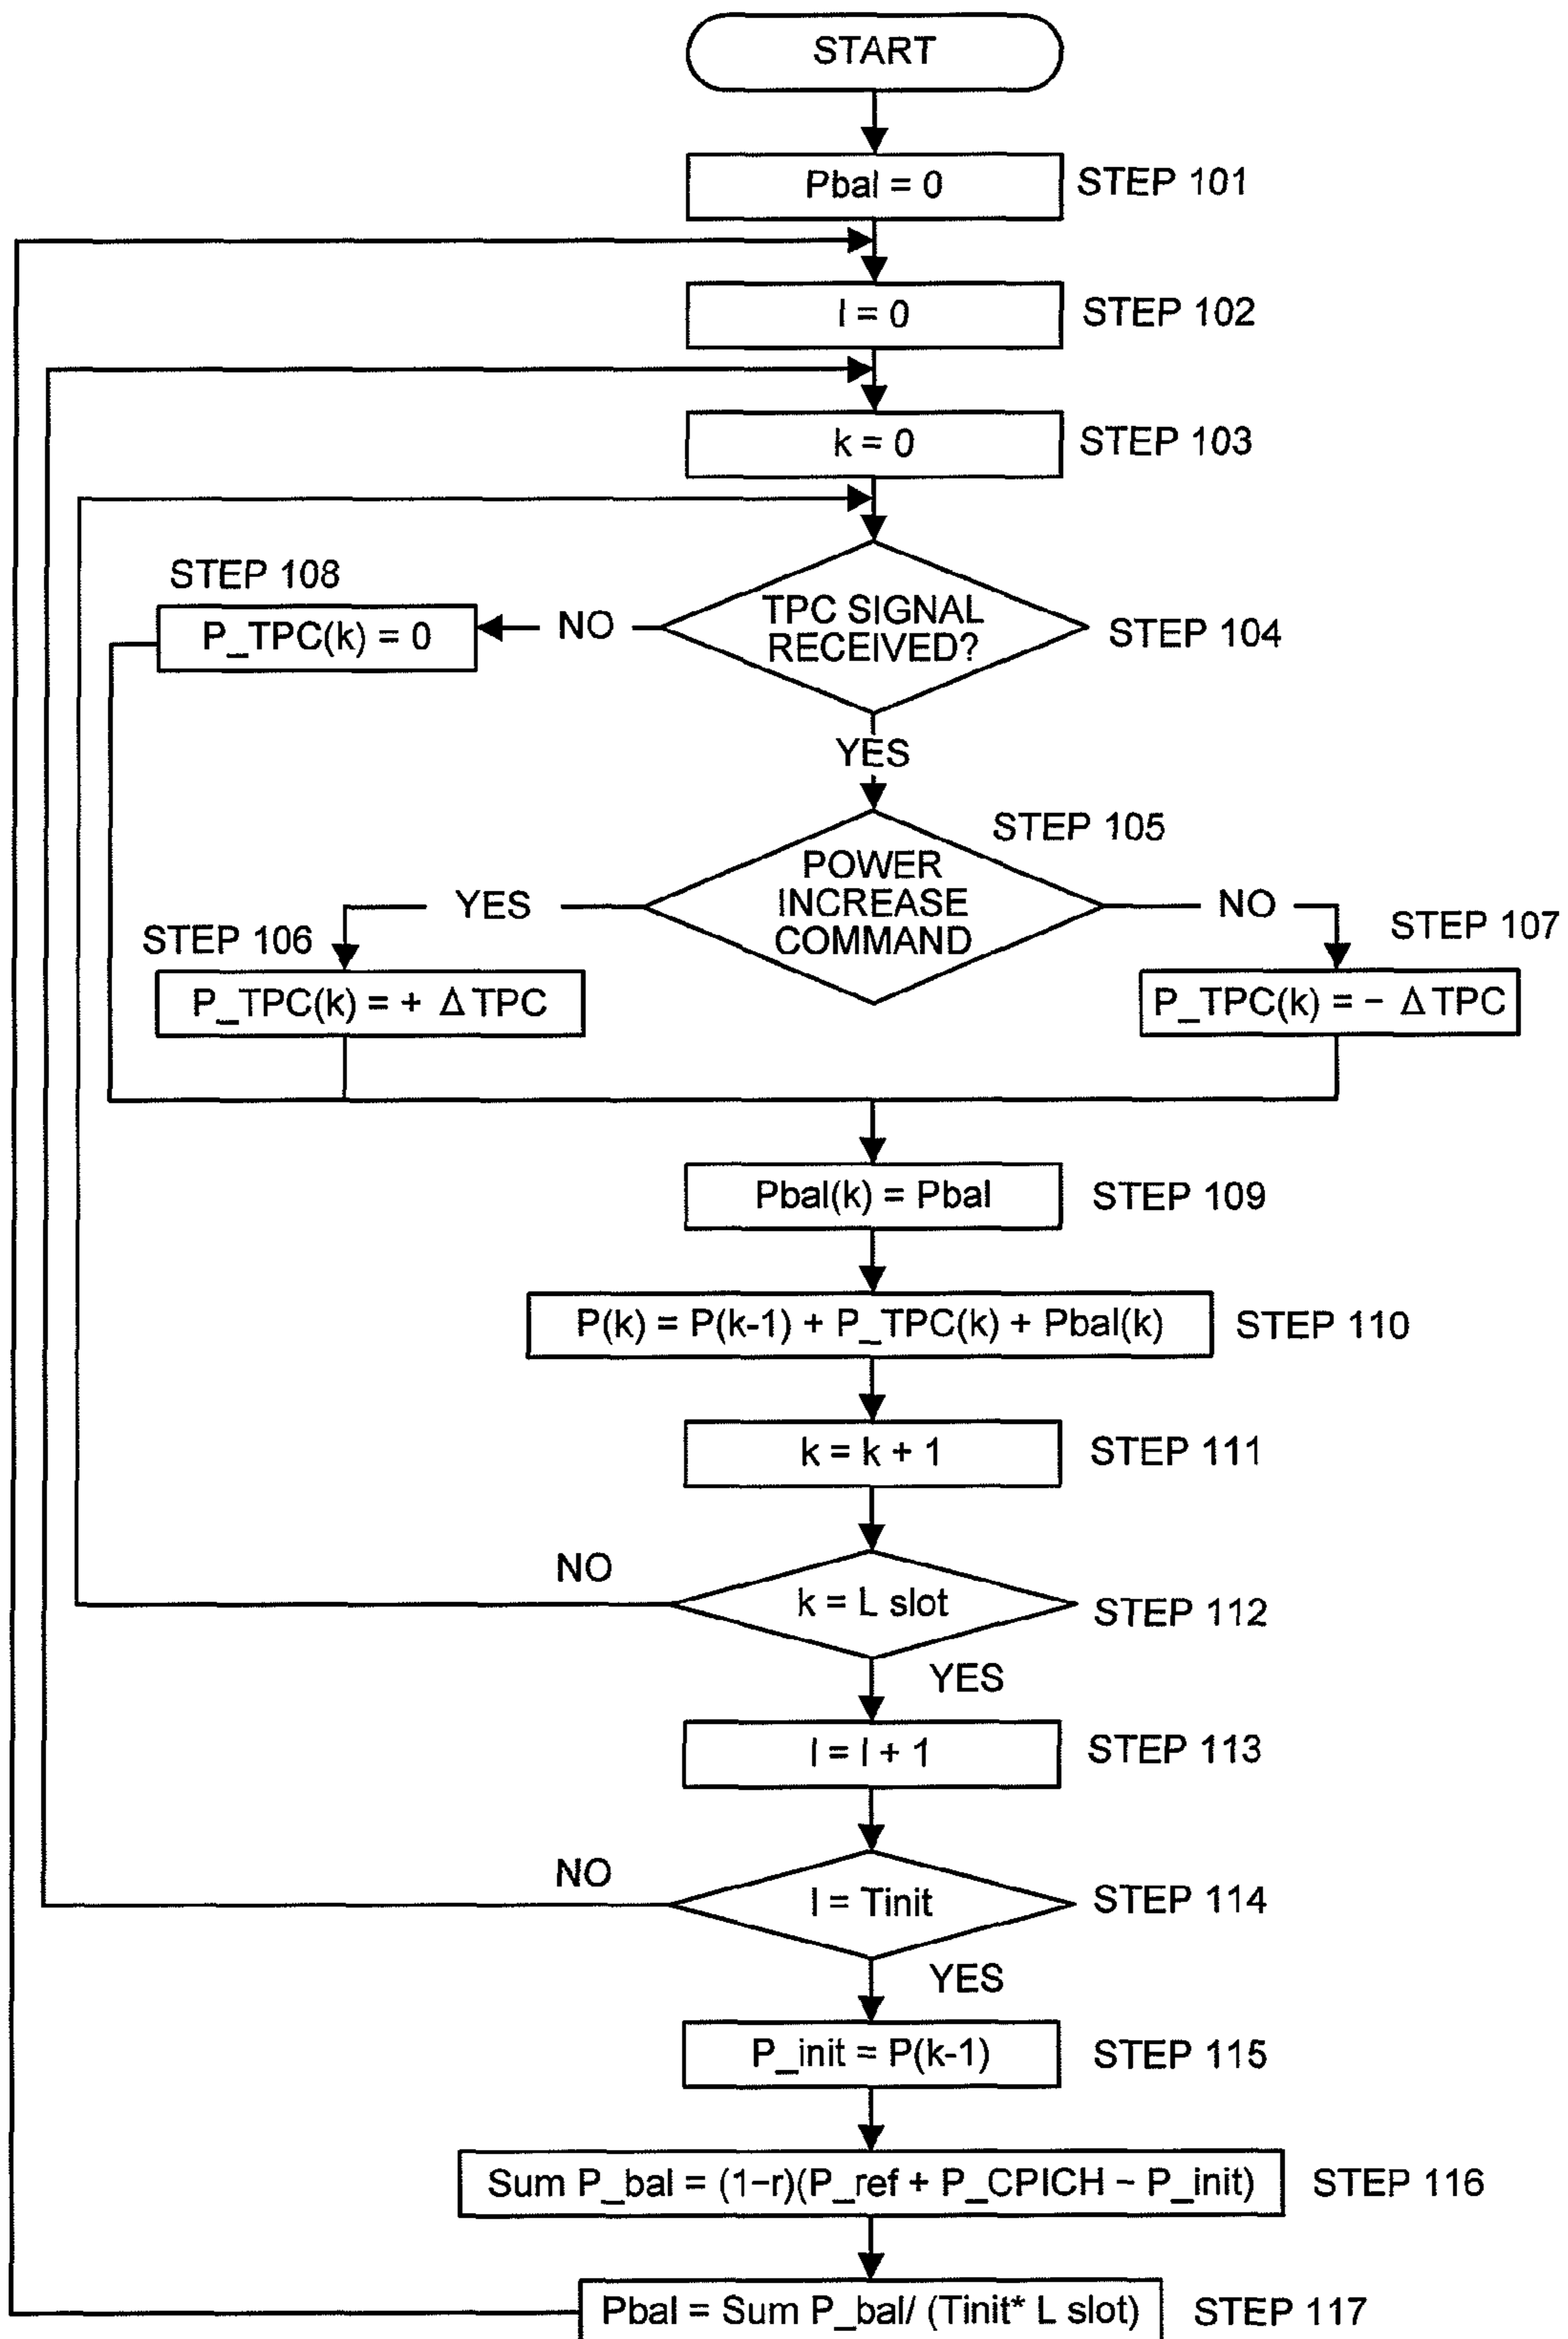 START
Pbal = 0
STEP 101
l = 0
STEP 102
k = 0
STEP 103
STEP 108
P_TPC(k) = 0
NO
TPC SIGNAL
RECEIVED?
STEP 104
YES
STEP 105
POWER
INCREASE
COMMAND
YES
NO
STEP 106
STEP 107
P_TPC(k) = + Δ TPC
P_TPC(k) = − Δ TPC
Pbal(k) = Pbal
STEP 109
P(k) = P(k-1) + P_TPC(k) + Pbal(k)
STEP 110
k = k + 1
STEP 111
NO
k = L slot
STEP 112
YES
l = l + 1
STEP 113
NO
l = Tinit
STEP 114
YES
P_init = P(k-1)
STEP 115
Sum P_bal = (1−r)(P_ref + P_CPICH − P_init)
STEP 116
Pbal = Sum P_bal/ (Tinit* L slot)
STEP 117